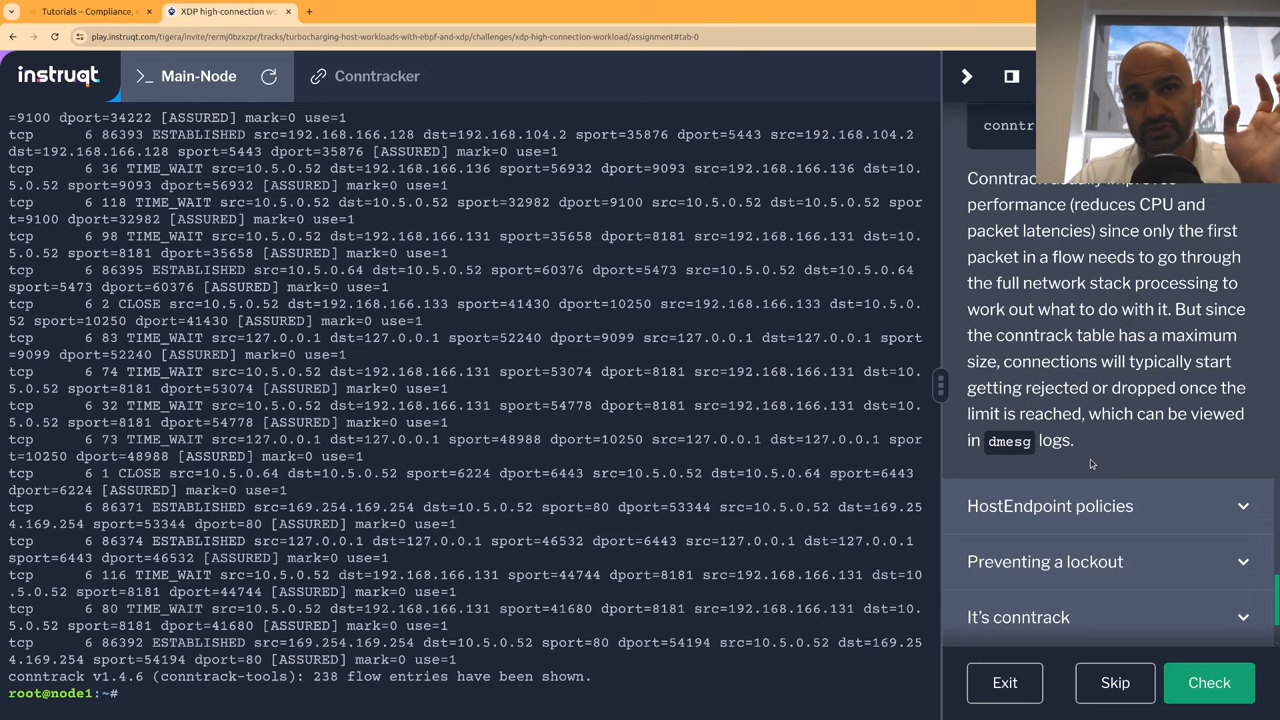 Tutorials – Compliance,
XDP high-connection wo
play.instruqt.com/tigera/invite/rermj0bzxzpr/tracks/turbocharging-host-workloads-with-ebpf-and-xdp/challenges/xdp-high-connection-workload/assignment#tab-0
instruqt
>_ Main-Node
Conntracker
=9100 dport=34222 [ASSURED] mark=0 use=1
tcp 6 86393 ESTABLISHED src=192.168.166.128 dst=192.168.104.2 sport=35876 dport=5443 src=192.168.104.2
dst=192.168.166.128 sport=5443 dport=35876 [ASSURED] mark=0 use=1
tcp 6 36 TIME_WAIT src=10.5.0.52 dst=192.168.166.136 sport=56932 dport=9093 src=192.168.166.136 dst=10.
5.0.52 sport=9093 dport=56932 [ASSURED] mark=0 use=1
tcp 6 118 TIME_WAIT src=10.5.0.52 dst=10.5.0.52 sport=32982 dport=9100 src=10.5.0.52 dst=10.5.0.52 spor
t=9100 dport=32982 [ASSURED] mark=0 use=1
tcp 6 98 TIME_WAIT src=10.5.0.52 dst=192.168.166.131 sport=35658 dport=8181 src=192.168.166.131 dst=10.
5.0.52 sport=8181 dport=35658 [ASSURED] mark=0 use=1
tcp 6 86395 ESTABLISHED src=10.5.0.64 dst=10.5.0.52 sport=60376 dport=5473 src=10.5.0.52 dst=10.5.0.64
sport=5473 dport=60376 [ASSURED] mark=0 use=1
tcp 6 2 CLOSE src=10.5.0.52 dst=192.168.166.133 sport=41430 dport=10250 src=192.168.166.133 dst=10.5.0.
52 sport=10250 dport=41430 [ASSURED] mark=0 use=1
tcp 6 83 TIME_WAIT src=127.0.0.1 dst=127.0.0.1 sport=52240 dport=9099 src=127.0.0.1 dst=127.0.0.1 sport
=9099 dport=52240 [ASSURED] mark=0 use=1
tcp 6 74 TIME_WAIT src=10.5.0.52 dst=192.168.166.131 sport=53074 dport=8181 src=192.168.166.131 dst=10.
5.0.52 sport=8181 dport=53074 [ASSURED] mark=0 use=1
tcp 6 32 TIME_WAIT src=10.5.0.52 dst=192.168.166.131 sport=54778 dport=8181 src=192.168.166.131 dst=10.
5.0.52 sport=8181 dport=54778 [ASSURED] mark=0 use=1
tcp 6 73 TIME_WAIT src=127.0.0.1 dst=127.0.0.1 sport=48988 dport=10250 src=127.0.0.1 dst=127.0.0.1 spor
t=10250 dport=48988 [ASSURED] mark=0 use=1
tcp 6 1 CLOSE src=10.5.0.64 dst=10.5.0.52 sport=6224 dport=6443 src=10.5.0.52 dst=10.5.0.64 sport=6443
dport=6224 [ASSURED] mark=0 use=1
tcp 6 86371 ESTABLISHED src=169.254.169.254 dst=10.5.0.52 sport=80 dport=53344 src=10.5.0.52 dst=169.25
4.169.254 sport=53344 dport=80 [ASSURED] mark=0 use=1
tcp 6 86374 ESTABLISHED src=127.0.0.1 dst=127.0.0.1 sport=46532 dport=6443 src=127.0.0.1 dst=127.0.0.1
sport=6443 dport=46532 [ASSURED] mark=0 use=1
tcp 6 116 TIME_WAIT src=10.5.0.52 dst=192.168.166.131 sport=44744 dport=8181 src=192.168.166.131 dst=10
.5.0.52 sport=8181 dport=44744 [ASSURED] mark=0 use=1
tcp 6 80 TIME_WAIT src=10.5.0.52 dst=192.168.166.131 sport=41680 dport=8181 src=192.168.166.131 dst=10.
5.0.52 sport=8181 dport=41680 [ASSURED] mark=0 use=1
tcp 6 86392 ESTABLISHED src=169.254.169.254 dst=10.5.0.52 sport=80 dport=54194 src=10.5.0.52 dst=169.25
4.169.254 sport=54194 dport=80 [ASSURED] mark=0 use=1
conntrack v1.4.6 (conntrack-tools): 238 flow entries have been shown.
root@node1:~#
conntr
Conntrack usually improves
performance (reduces CPU and
packet latencies) since only the first
packet in a flow needs to go through
the full network stack processing to
work out what to do with it. But since
the conntrack table has a maximum
size, connections will typically start
getting rejected or dropped once the
limit is reached, which can be viewed
in dmesg logs.
HostEndpoint policies
Preventing a lockout
It's conntrack
Exit
Skip
Check